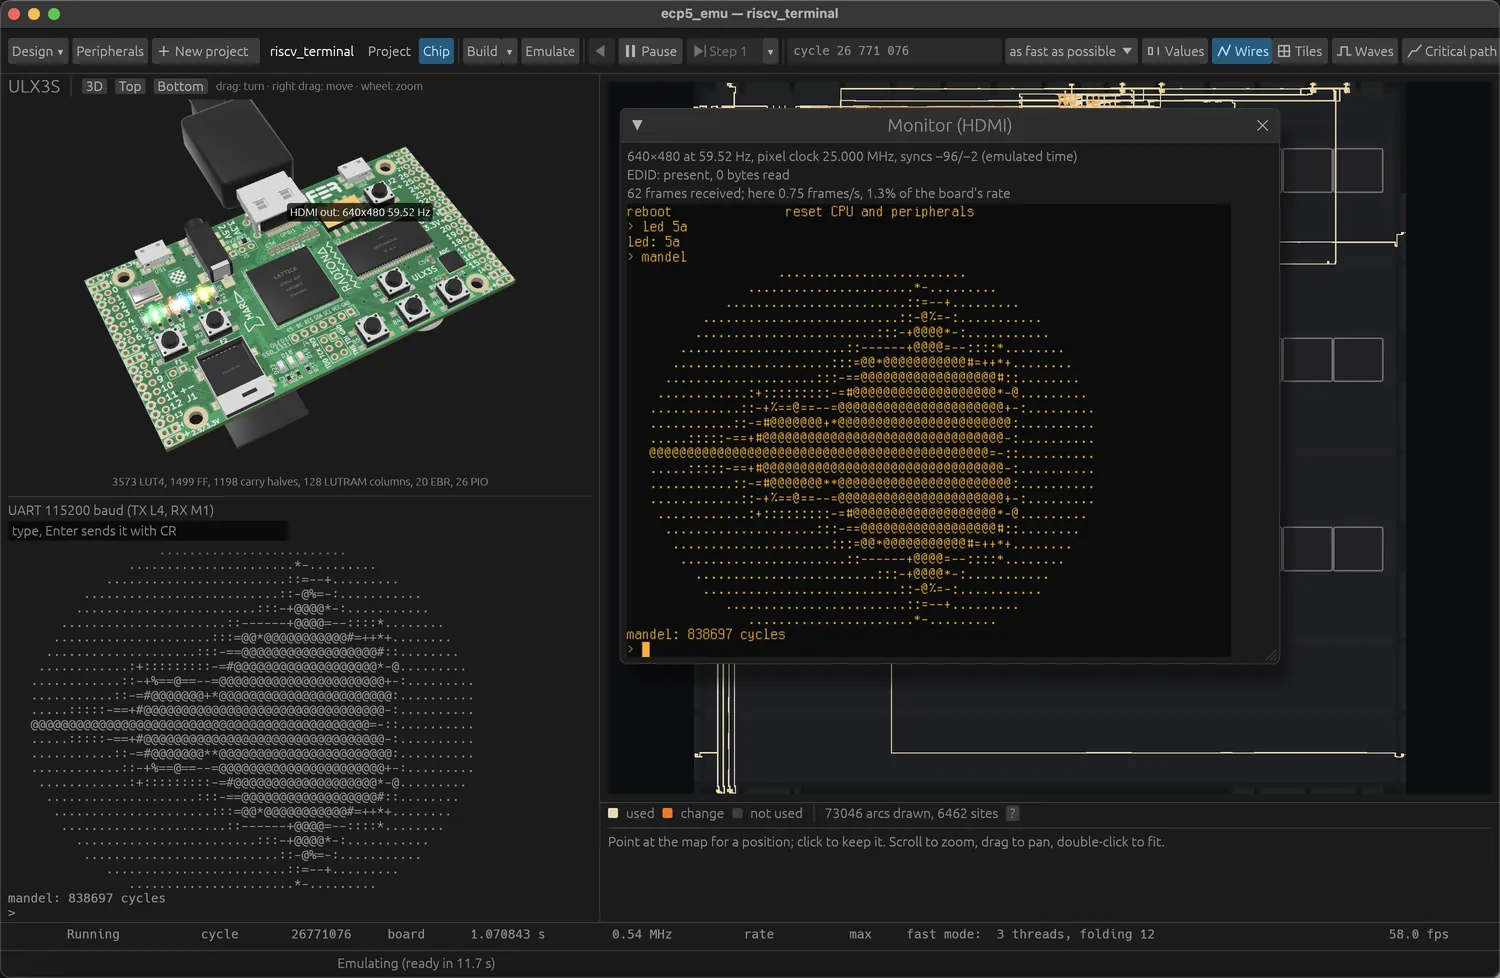 ecp5_emu — riscv_terminal
Design ▾ Peripherals + New project riscv_terminal Project Chip Build ▾ Emulate ◀ Pause Step 1 ▾ cycle 26 771 076 as fast as possible ▼ Values Wires Tiles Waves Critical path
ULX3S 3D Top Bottom drag: turn · right drag: move · wheel: zoom
HDMI out: 640x480 59.52 Hz
LATTICE
RADIONA
ULX3S
J1
J2
3573 LUT4, 1499 FF, 1198 carry halves, 128 LUTRAM columns, 20 EBR, 26 PIO
UART 115200 baud (TX L4, RX M1)
type, Enter sends it with CR
mandel: 838697 cycles
>
▼ Monitor (HDMI)
640×480 at 59.52 Hz, pixel clock 25.000 MHz, syncs −96/−2 (emulated time)
EDID: present, 0 bytes read
62 frames received; here 0.75 frames/s, 1.3% of the board's rate
reboot reset CPU and peripherals
> led 5a
led: 5a
> mandel
mandel: 838697 cycles
>
used change not used 73046 arcs drawn, 6462 sites ?
Point at the map for a position; click to keep it. Scroll to zoom, drag to pan, double-click to fit.
Running cycle 26771076 board 1.070843 s 0.54 MHz rate max fast mode: 3 threads, folding 12 58.0 fps
Emulating (ready in 11.7 s)